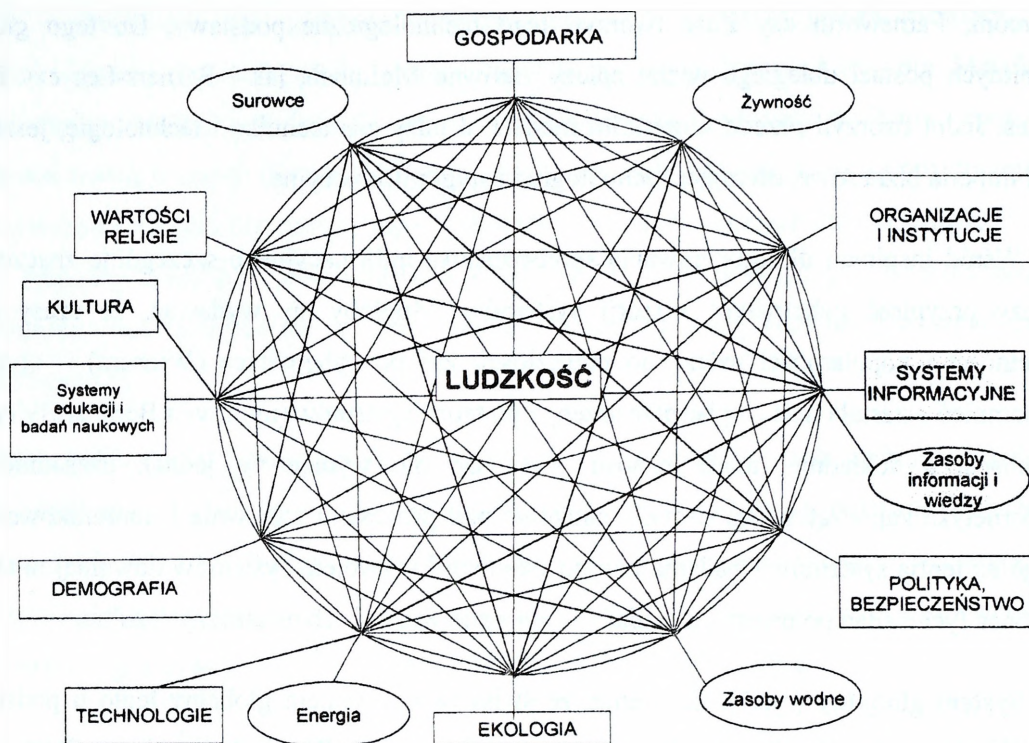 GOSPODARKA
Surowce
Żywność
WARTOŚCI
RELIGIE
ORGANIZACJE
I INSTYTUCJE
KULTURA
LUDZKOŚĆ
SYSTEMY
INFORMACYJNE
Systemy
edukacji i
badań naukowych
Zasoby
informacji i
wiedzy
DEMOGRAFIA
POLITYKA,
BEZPIECZEŃSTWO
TECHNOLOGIE
Energia
EKOLOGIA
Zasoby wodne